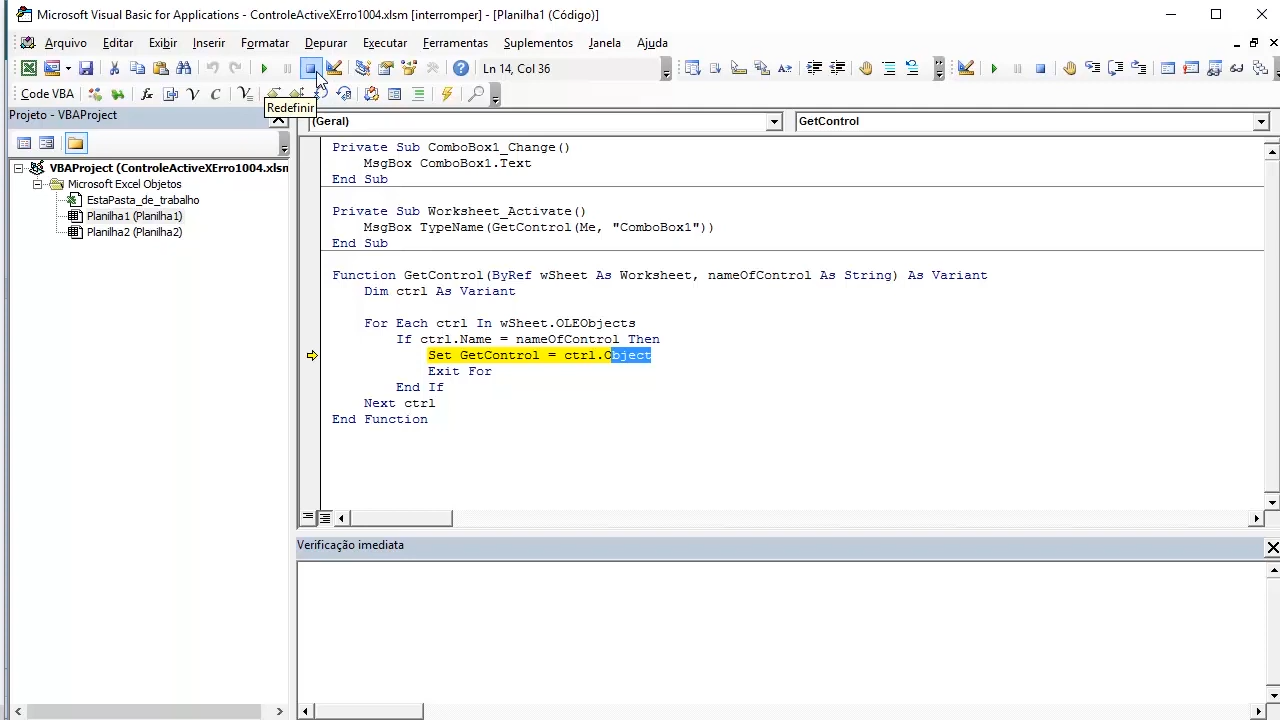 Microsoft Visual Basic for Applications - ControleActiveXErro1004.xlsm [interromper] - [Planilha1 (Código)]
Arquivo Editar Exibir Inserir Formatar Depurar Executar Ferramentas Suplementos Janela Ajuda
Ln 14, Col 36
Code VBA
Redefinir
Projeto - VBAProject
(Geral)
GetControl
VBAProject (ControleActiveXErro1004.xlsm
Microsoft Excel Objetos
EstaPasta_de_trabalho
Planilha1 (Planilha1)
Planilha2 (Planilha2)
Private Sub ComboBox1_Change()
MsgBox ComboBox1.Text
End Sub
Private Sub Worksheet_Activate()
MsgBox TypeName(GetControl(Me, "ComboBox1"))
End Sub
Function GetControl(ByRef wSheet As Worksheet, nameOfControl As String) As Variant
Dim ctrl As Variant
For Each ctrl In wSheet.OLEObjects
If ctrl.Name = nameOfControl Then
Set GetControl = ctrl.Object
Exit For
End If
Next ctrl
End Function
Verificação imediata